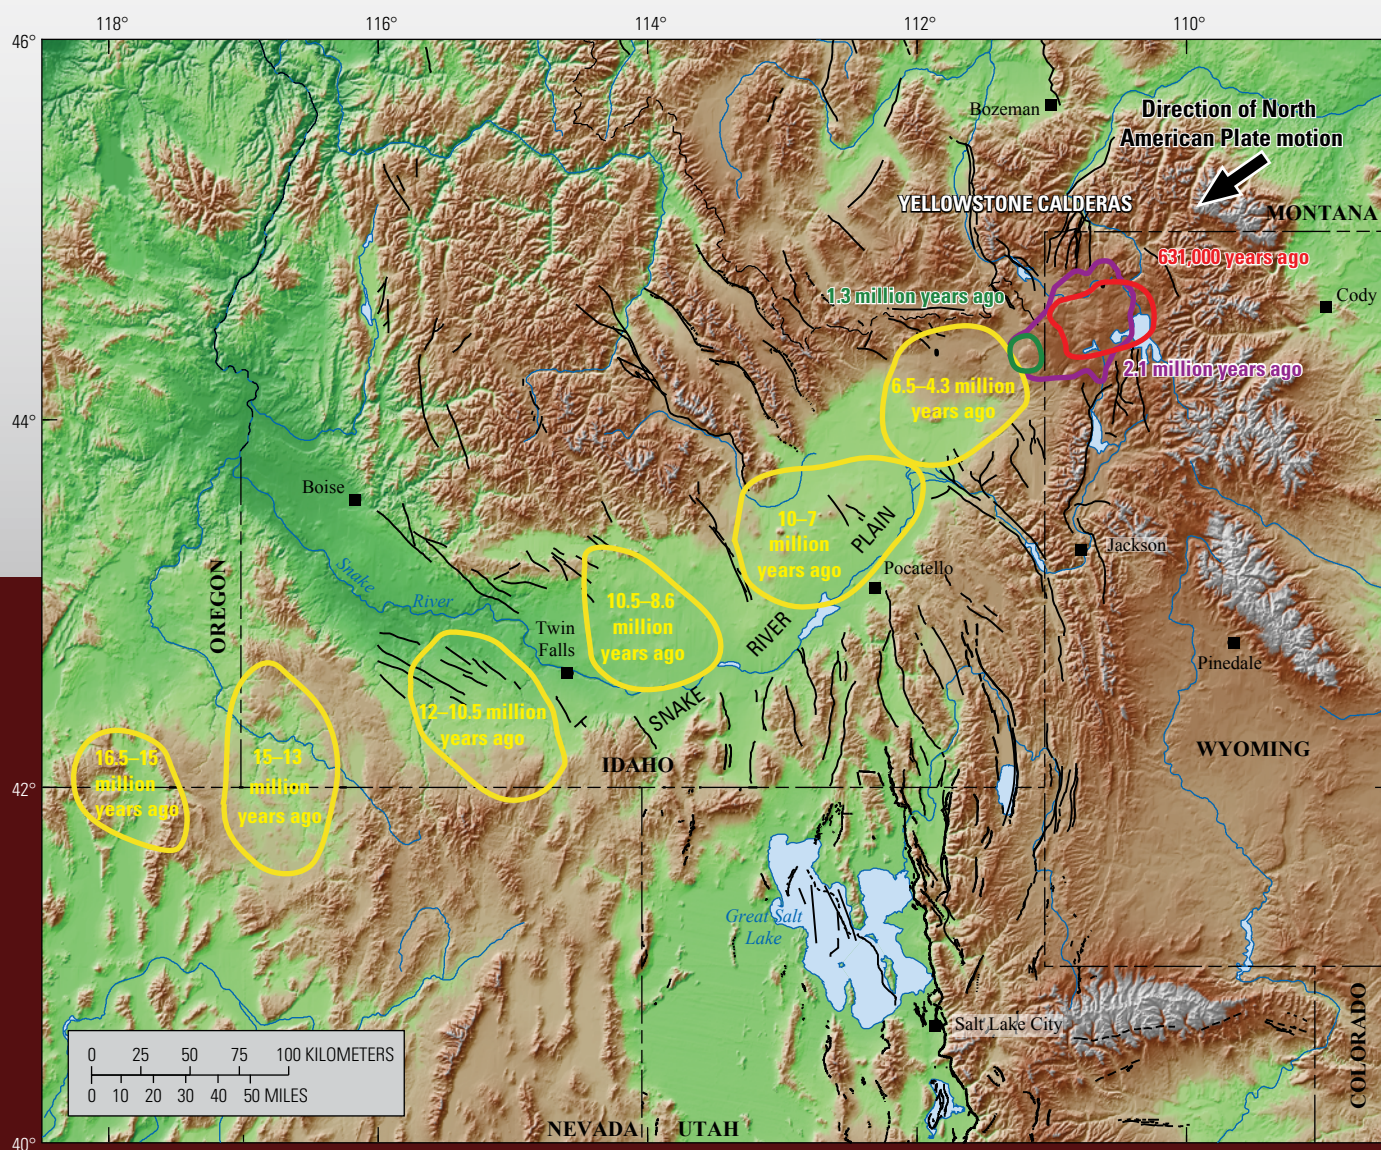 118°
116°
114°
112°
110°
46°
44°
42°
40°
Bozeman
Direction of North
American Plate motion
YELLOWSTONE CALDERAS
MONTANA
631,000 years ago
1.3 million years ago
Cody
2.1 million years ago
6.5–4.3 million
years ago
Boise
10–7
million
years ago
PLAIN
Jackson
Pocatello
Snake
River
OREGON
10.5–8.6
million
years ago
Twin
Falls
RIVER
Pinedale
SNAKE
12–10.5 million
years ago
WYOMING
16.5–15
million
years ago
15–13
million
years ago
IDAHO
Great Salt
Lake
Salt Lake City
COLORADO
0 25 50 75 100 KILOMETERS
0 10 20 30 40 50 MILES
NEVADA
UTAH